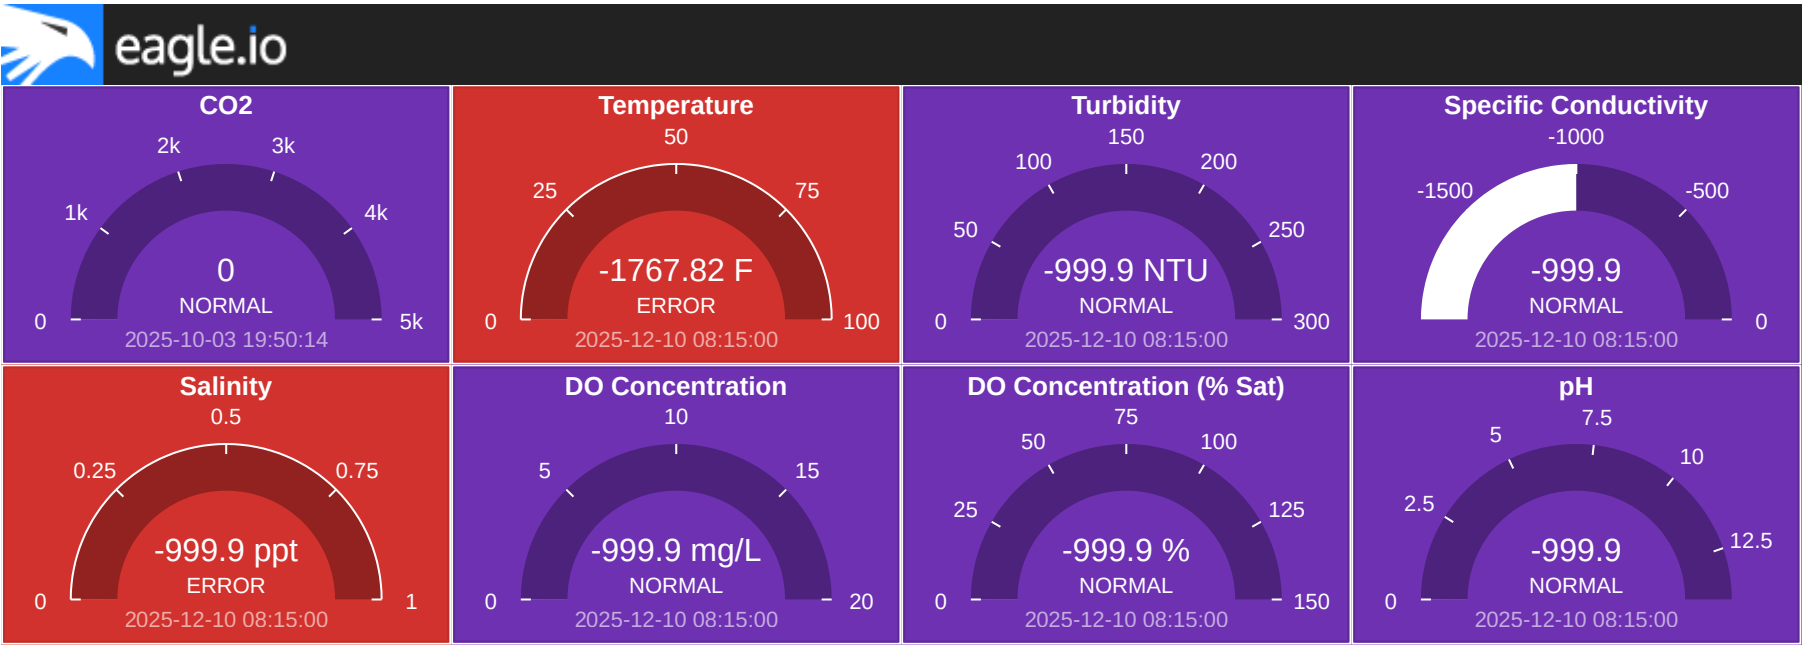 eagle.io
CO2
0
1k
2k
3k
4k
5k
0
NORMAL
2025-10-03 19:50:14
Temperature
0
25
50
75
100
-1767.82 F
ERROR
2025-12-10 08:15:00
Turbidity
0
50
100
150
200
250
300
-999.9 NTU
NORMAL
2025-12-10 08:15:00
Specific Conductivity
-1500
-1000
-500
0
-999.9
NORMAL
2025-12-10 08:15:00
Salinity
0
0.25
0.5
0.75
1
-999.9 ppt
ERROR
2025-12-10 08:15:00
DO Concentration
0
5
10
15
20
-999.9 mg/L
NORMAL
2025-12-10 08:15:00
DO Concentration (% Sat)
0
25
50
75
100
125
150
-999.9 %
NORMAL
2025-12-10 08:15:00
pH
0
2.5
5
7.5
10
12.5
-999.9
NORMAL
2025-12-10 08:15:00